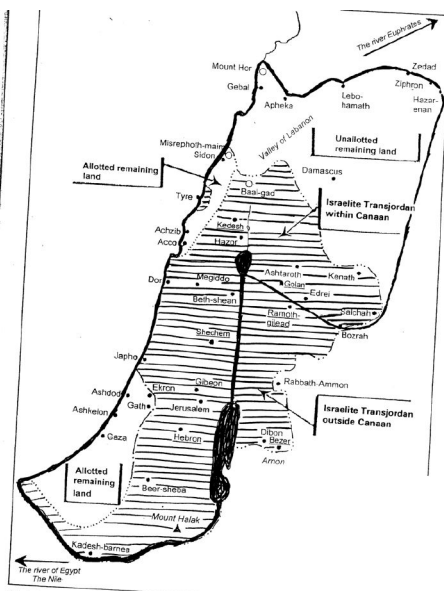 The river Euphrates
Mount Hor
Zedad
Gebal
Ziphron
Apheka
Lebo-
hamath
Hazar-
enan
Valley of Lebanon
Misrephoth-maim
Sidon
Unallotted
remaining land
Allotted remaining
land
Damascus
Baal-gad
Tyre
Israelite Transjordan
within Canaan
Kedesh
Achzib
Hazor
Acco
Ashtaroth
Kenath
Dor
Megiddo
Golan
Edrei
Beth-shean
Ramoth-
gilead
Salchah
Bozrah
Shechem
Japho
Rabbath-Ammon
Ekron
Gibeon
Ashdod
Gath
Jerusalem
Ashkelon
Israelite Transjordan
outside Canaan
Gaza
Hebron
Dibon
Bezer
Arnon
Allotted
remaining
land
Beer-sheba
Mount Halak
Kadesh-barnea
The river of Egypt
The Nile